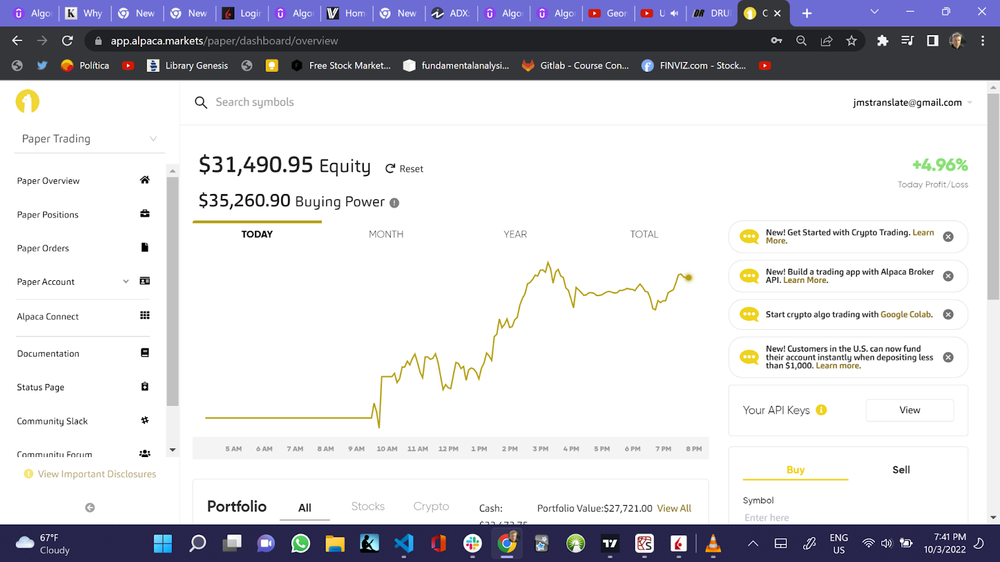 Algo
Why
New
New
Login
Algo
Hom
New
ADX:
Algo
Algo
Geor
U
DRU
C
app.alpaca.markets/paper/dashboard/overview
Política
Library Genesis
Free Stock Market...
fundamentalanalysi...
Gitlab - Course Con...
FINVIZ.com - Stock...
Search symbols
jmstranslate@gmail.com
Paper Trading
$31,490.95 Equity
Reset
+4.96%
Today Profit/Loss
$35,260.90 Buying Power
Paper Overview
Paper Positions
Paper Orders
Paper Account
Alpaca Connect
Documentation
Status Page
Community Slack
Community Forum
View Important Disclosures
TODAY
MONTH
YEAR
TOTAL
5 AM
6 AM
7 AM
8 AM
9 AM
10 AM
11 AM
12 PM
1 PM
2 PM
3 PM
4 PM
5 PM
6 PM
7 PM
8 PM
New! Get Started with Crypto Trading. Learn
More.
New! Build a trading app with Alpaca Broker
API. Learn More.
Start crypto algo trading with Google Colab.
New! Customers in the U.S. can now fund
their account instantly when depositing less
than $1,000. Learn more.
Your API Keys
View
Buy
Sell
Symbol
Enter here
Portfolio
All
Stocks
Crypto
Cash:
Portfolio Value:$27,721.00 View All
67°F
Cloudy
ENG
US
7:41 PM
10/3/2022